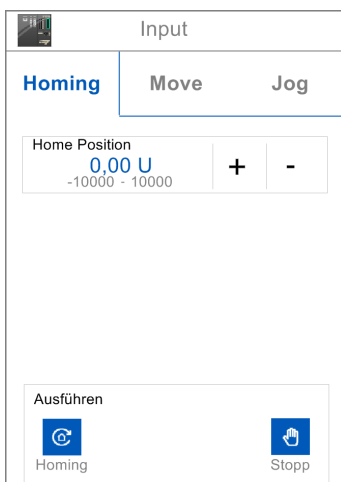 Input
Homing Move Jog
Home Position
0,00 U
-10000 - 10000
+ -
Ausführen
Homing Stopp